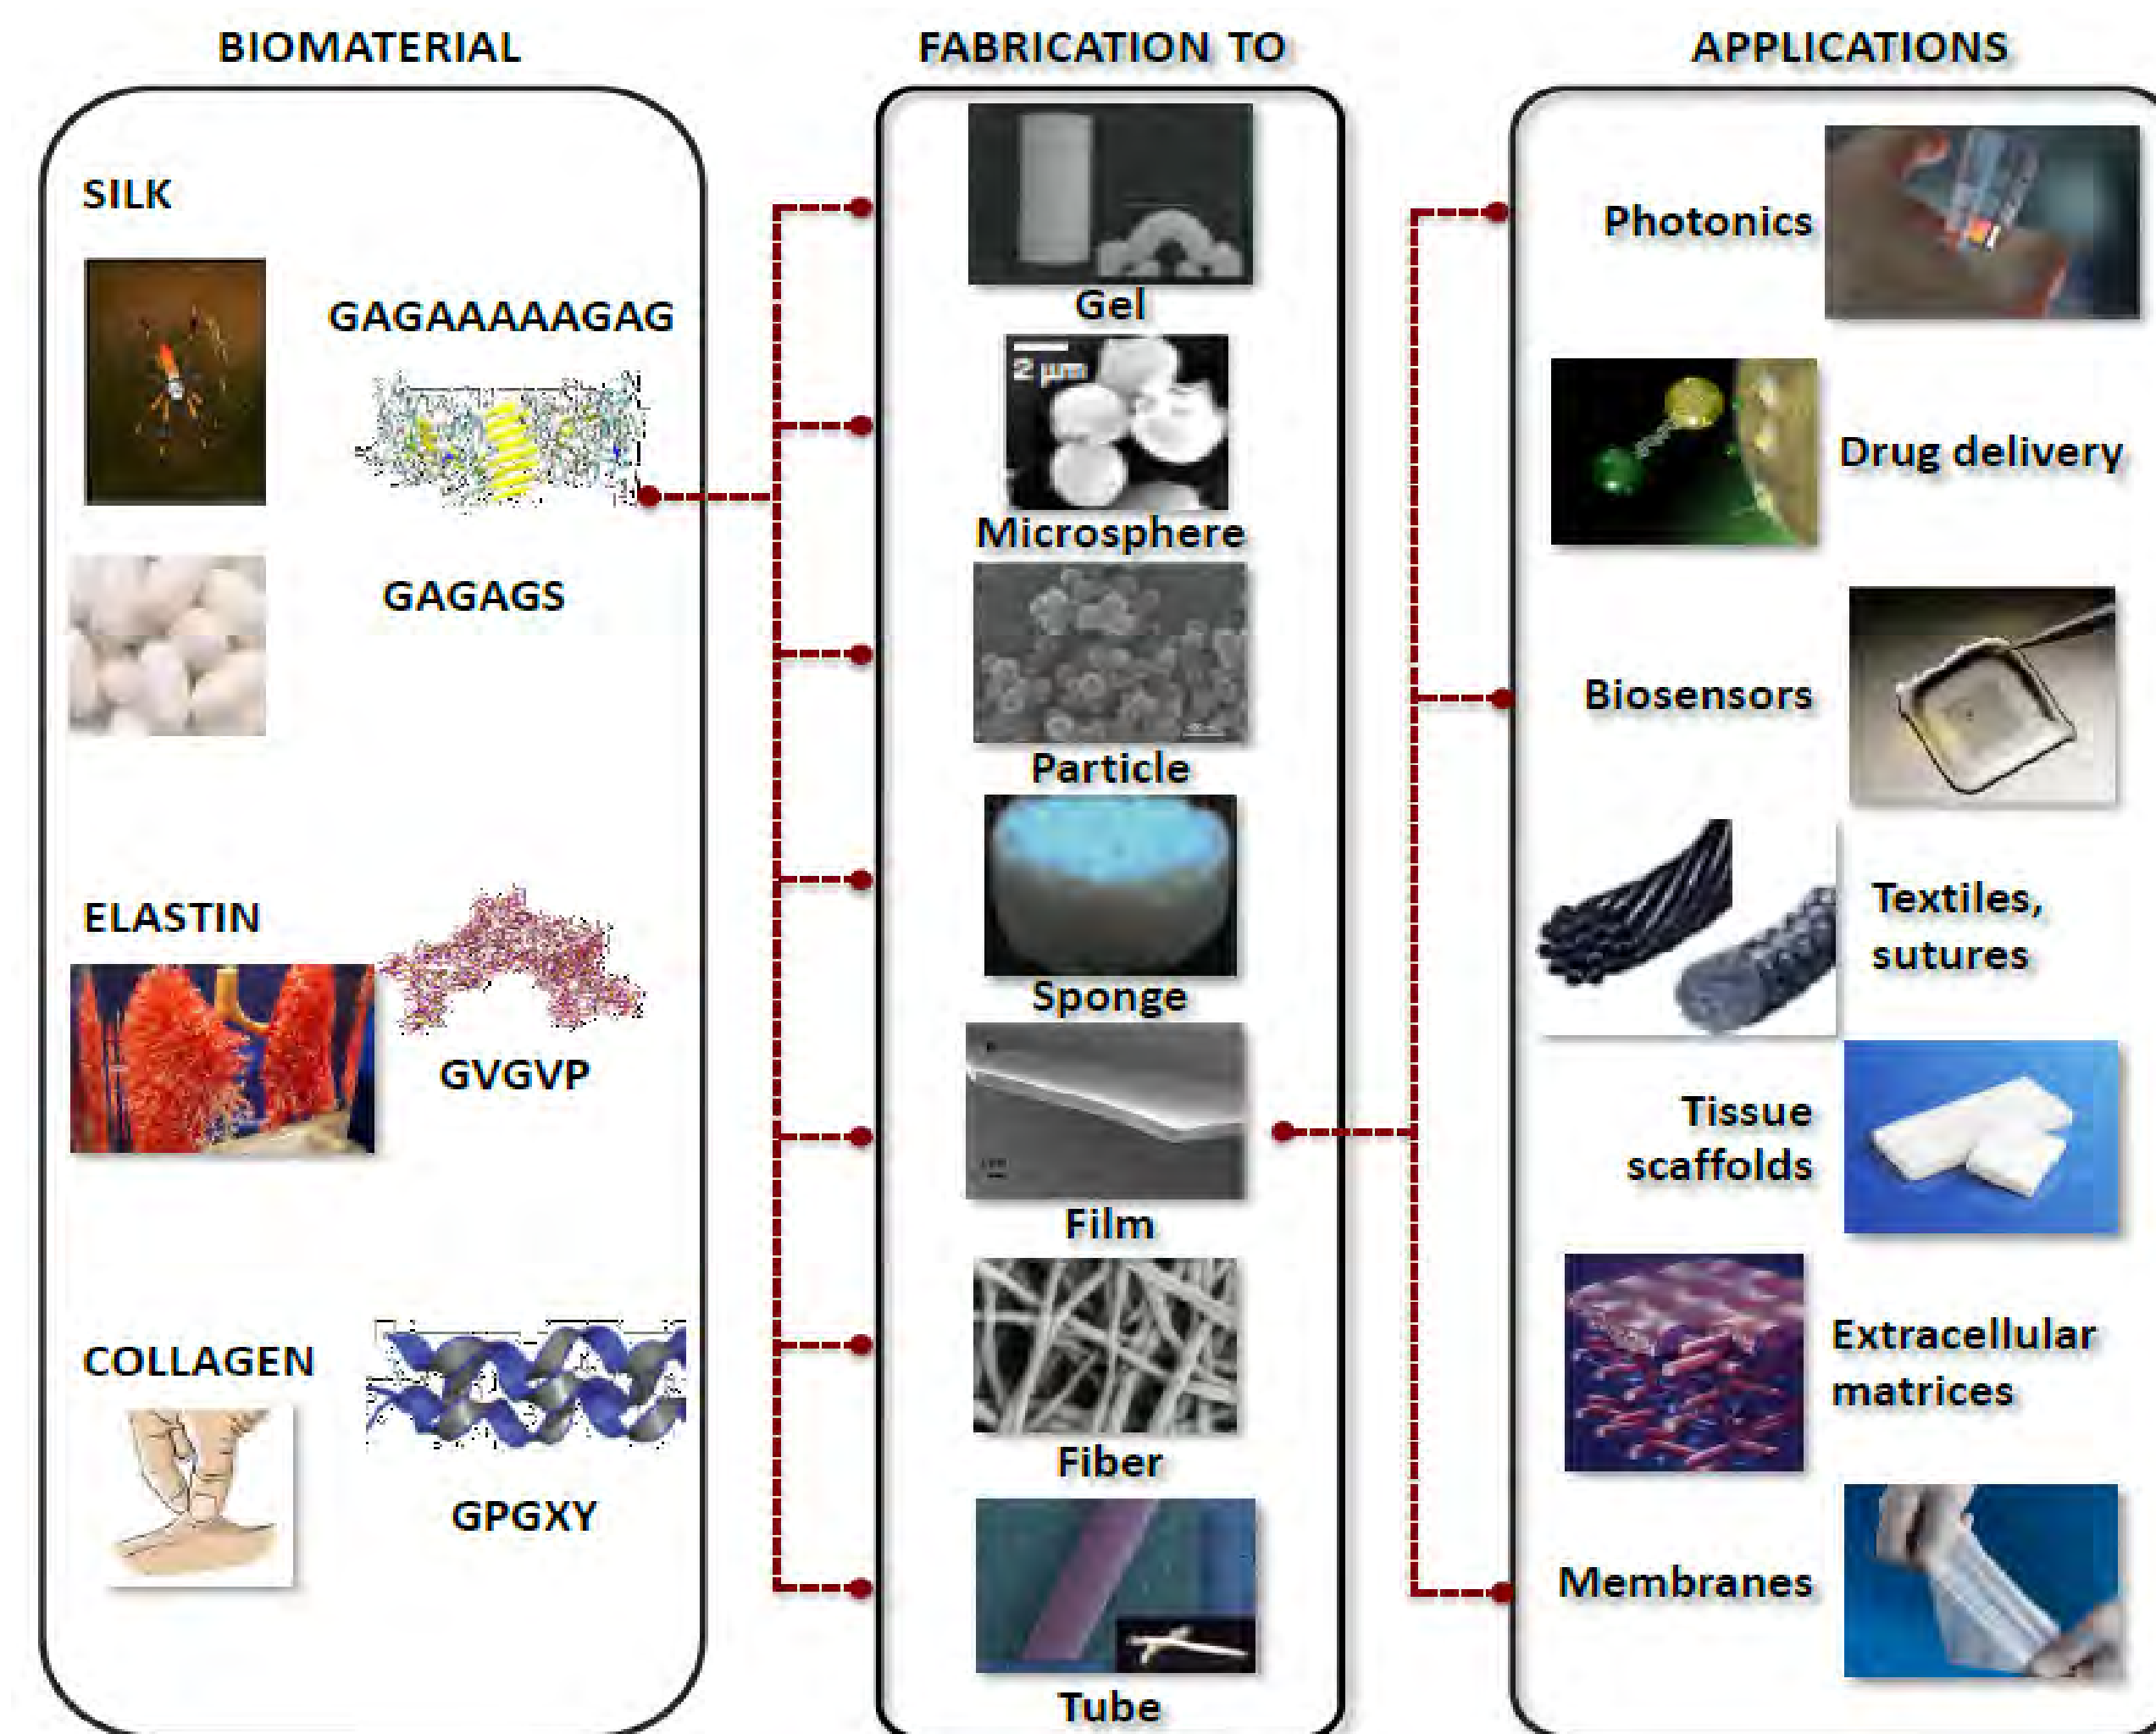 BIOMATERIAL
FABRICATION TO
APPLICATIONS
SILK
GAGAAAAAGAG
GAGAGS
ELASTIN
GVGVP
COLLAGEN
GPGXY
Gel
2 μm
Microsphere
Particle
Sponge
Film
Fiber
Tube
Photonics
Drug delivery
Biosensors
Textiles,
sutures
Tissue
scaffolds
Extracellular
matrices
Membranes